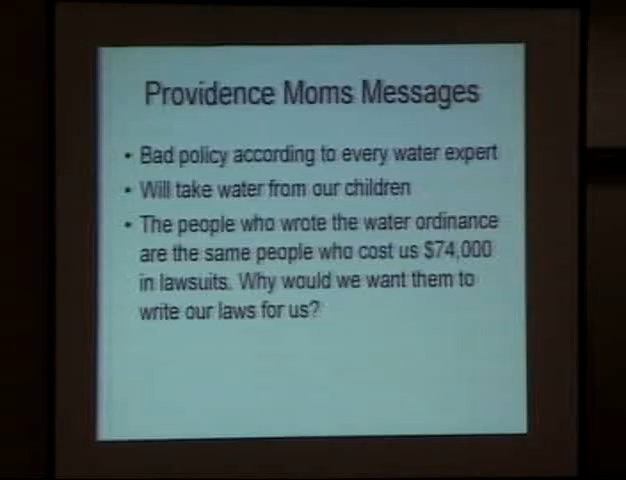 Providence Moms Messages
• Bad policy according to every water expert
• Will take water from our children
• The people who wrote the water ordinance
are the same people who cost us $74,000
in lawsuits. Why would we want them to
write our laws for us?